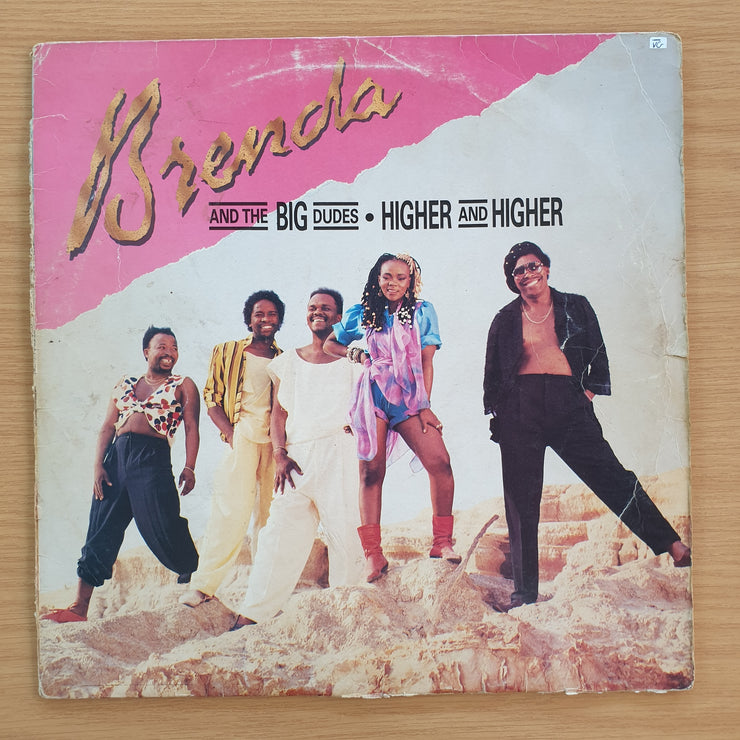 Brenda
AND THE BIG DUDES • HIGHER AND HIGHER